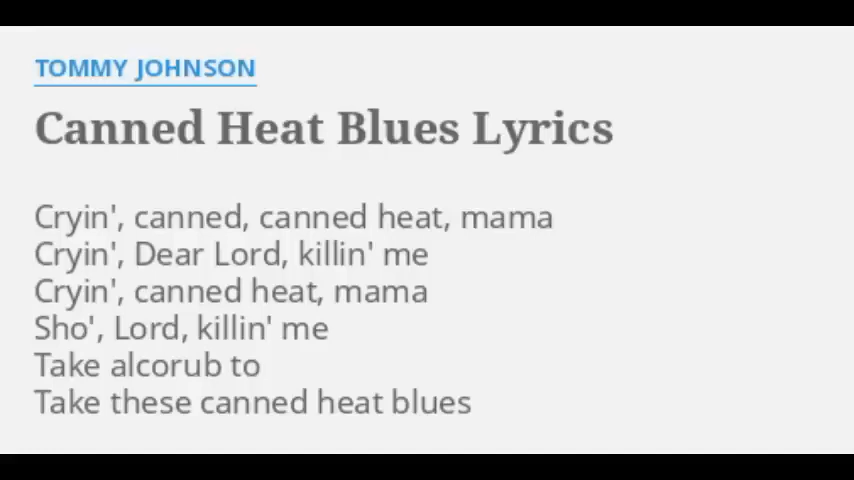 TOMMY JOHNSON
Canned Heat Blues Lyrics
Cryin', canned, canned heat, mama
Cryin', Dear Lord, killin' me
Cryin', canned heat, mama
Sho', Lord, killin' me
Take alcorub to
Take these canned heat blues